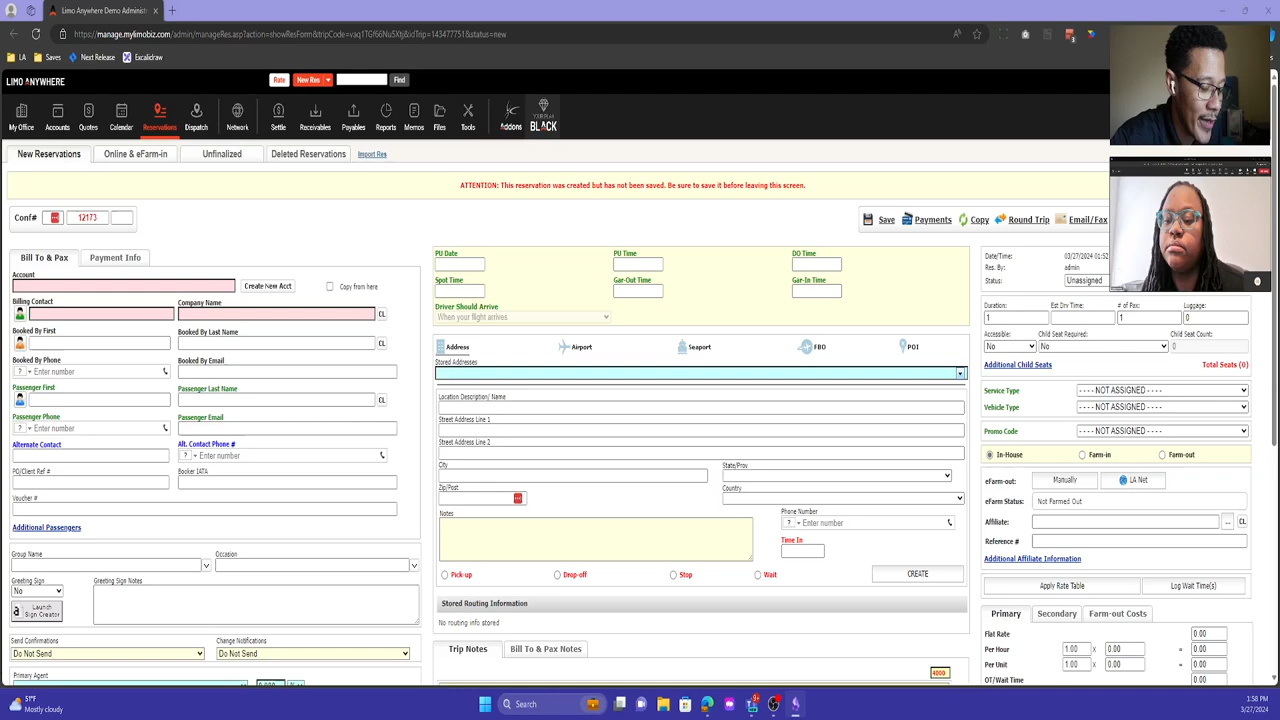 Limo Anywhere Demo Administr
https://manage.mylimobiz.com/admin/manageRes.asp?action=showResForm&tripCode=vaq1TGf66Nu5Xtj&idTrip=143477751&status=new
LA Saves Next Release Excalidraw
LIMO ANYWHERE Rate New Res Find
My Office Accounts Quotes Calendar Reservations Dispatch Network Settle Receivables Payables Reports Memos Files Tools Addons YOUR PLAN BLACK
New Reservations Online & eFarm-in Unfinalized Deleted Reservations Import Res
ATTENTION: This reservation was created but has not been saved. Be sure to save it before leaving this screen.
Conf# 12173 Save Payments Copy Round Trip Email/Fax
Bill To & Pax Payment Info
Account
Create New Acct Copy from here
Billing Contact Company Name
CL
Booked By First Booked By Last Name
CL
Booked By Phone Booked By Email
? Enter number
Passenger First Passenger Last Name
CL
Passenger Phone Passenger Email
? Enter number
Alternate Contact Alt. Contact Phone #
? Enter number
PO/Client Ref # Booker IATA
Voucher #
Additional Passengers
Group Name Occasion
Greeting Sign Greeting Sign Notes
No
Launch Sign Creator
Send Confirmations Change Notifications
Do Not Send Do Not Send
Primary Agent
PU Date PU Time DO Time
Spot Time Gar-Out Time Gar-In Time
Driver Should Arrive
When your flight arrives
Address Airport Seaport FBO POI
Stored Addresses
Location Description/ Name
Street Address Line 1
Street Address Line 2
City State/Prov
Zip/Post Country
Notes Phone Number
? Enter number
Time In
Pick-up Drop-off Stop Wait CREATE
Stored Routing Information
No routing info stored
Trip Notes Bill To & Pax Notes
4000
Date/Time: 03/27/2024 01:52
Res. By: admin
Status: Unassigned
Duration: Est Drv Time: # of Pax: Luggage:
1 1 0
Accessible: Child Seat Required: Child Seat Count:
No No 0
Additional Child Seats Total Seats (0)
Service Type - - - - NOT ASSIGNED - - - -
Vehicle Type - - - - NOT ASSIGNED - - - -
Promo Code - - - - NOT ASSIGNED - - - -
In-House Farm-in Farm-out
eFarm-out: Manually LA Net
eFarm Status: Not Farmed Out
Affiliate: ... CL
Reference #
Additional Affiliate Information
Apply Rate Table Log Wait Time(s)
Primary Secondary Farm-out Costs
Flat Rate 0.00
Per Hour 1.00 X 0.00 = 0.00
Per Unit 1.00 X 0.00 = 0.00
OT/Wait Time
51°F
Mostly cloudy
Search
1:58 PM
3/27/2024